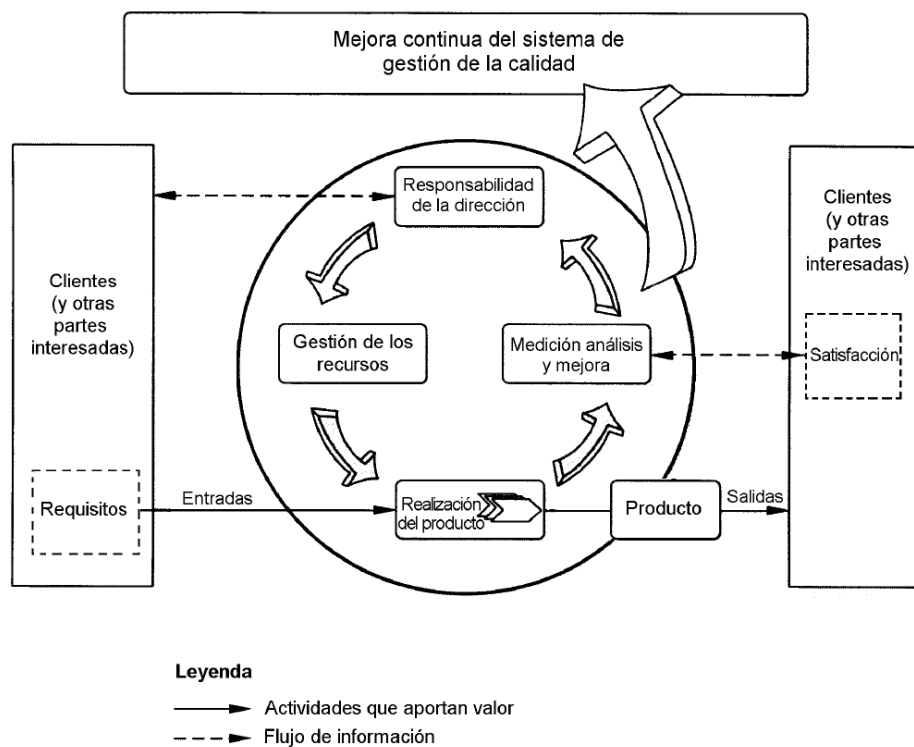 Mejora continua del sistema de
gestión de la calidad
Responsabilidad
de la dirección
Clientes
(y otras
partes
interesadas)
Clientes
(y otras
partes
interesadas)
Gestión de los
recursos
Medición análisis
y mejora
Satisfacción
Requisitos
Entradas
Realización
del producto
Producto
Salidas
Leyenda
Actividades que aportan valor
Flujo de información